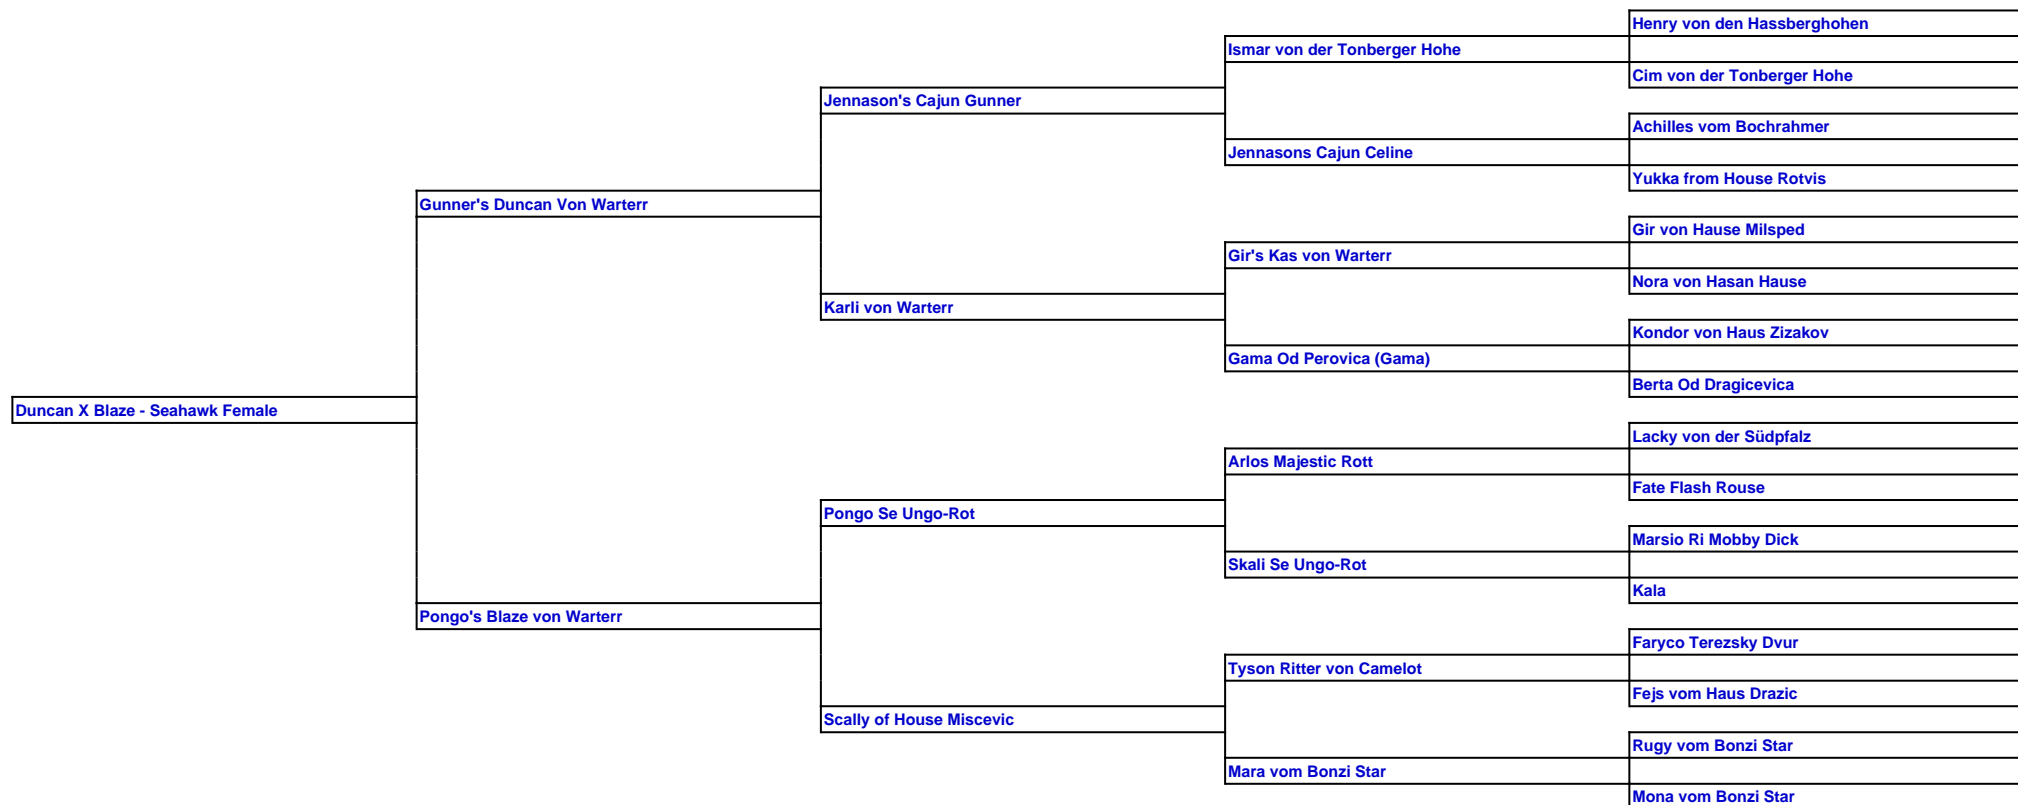 Henry von den Hassberghohen
Ismar von der Tonberger Hohe
Cim von der Tonberger Hohe
Jennason's Cajun Gunner
Achilles vom Bochrahmer
Jennasons Cajun Celine
Yukka from House Rotvis
Gunner's Duncan Von Warterr
Gir von Hause Milsped
Gir's Kas von Warterr
Nora von Hasan Hause
Karli von Warterr
Kondor von Haus Zizakov
Gama Od Perovica (Gama)
Berta Od Dragicevica
Duncan X Blaze - Seahawk Female
Lacky von der Südpfalz
Arlos Majestic Rott
Fate Flash Rouse
Pongo Se Ungo-Rot
Marsio Ri Mobby Dick
Skali Se Ungo-Rot
Kala
Pongo's Blaze von Warterr
Faryco Terezsky Dvur
Tyson Ritter von Camelot
Fejs vom Haus Drazic
Scally of House Miscevic
Rugy vom Bonzi Star
Mara vom Bonzi Star
Mona vom Bonzi Star